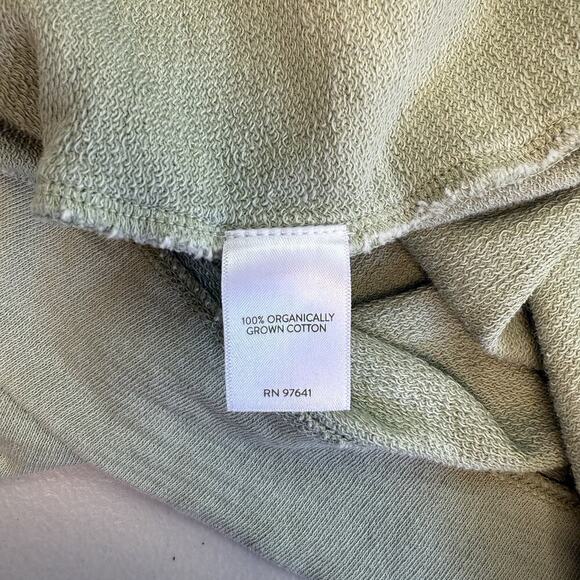 100% ORGANICALLY
GROWN COTTON
RN 97641